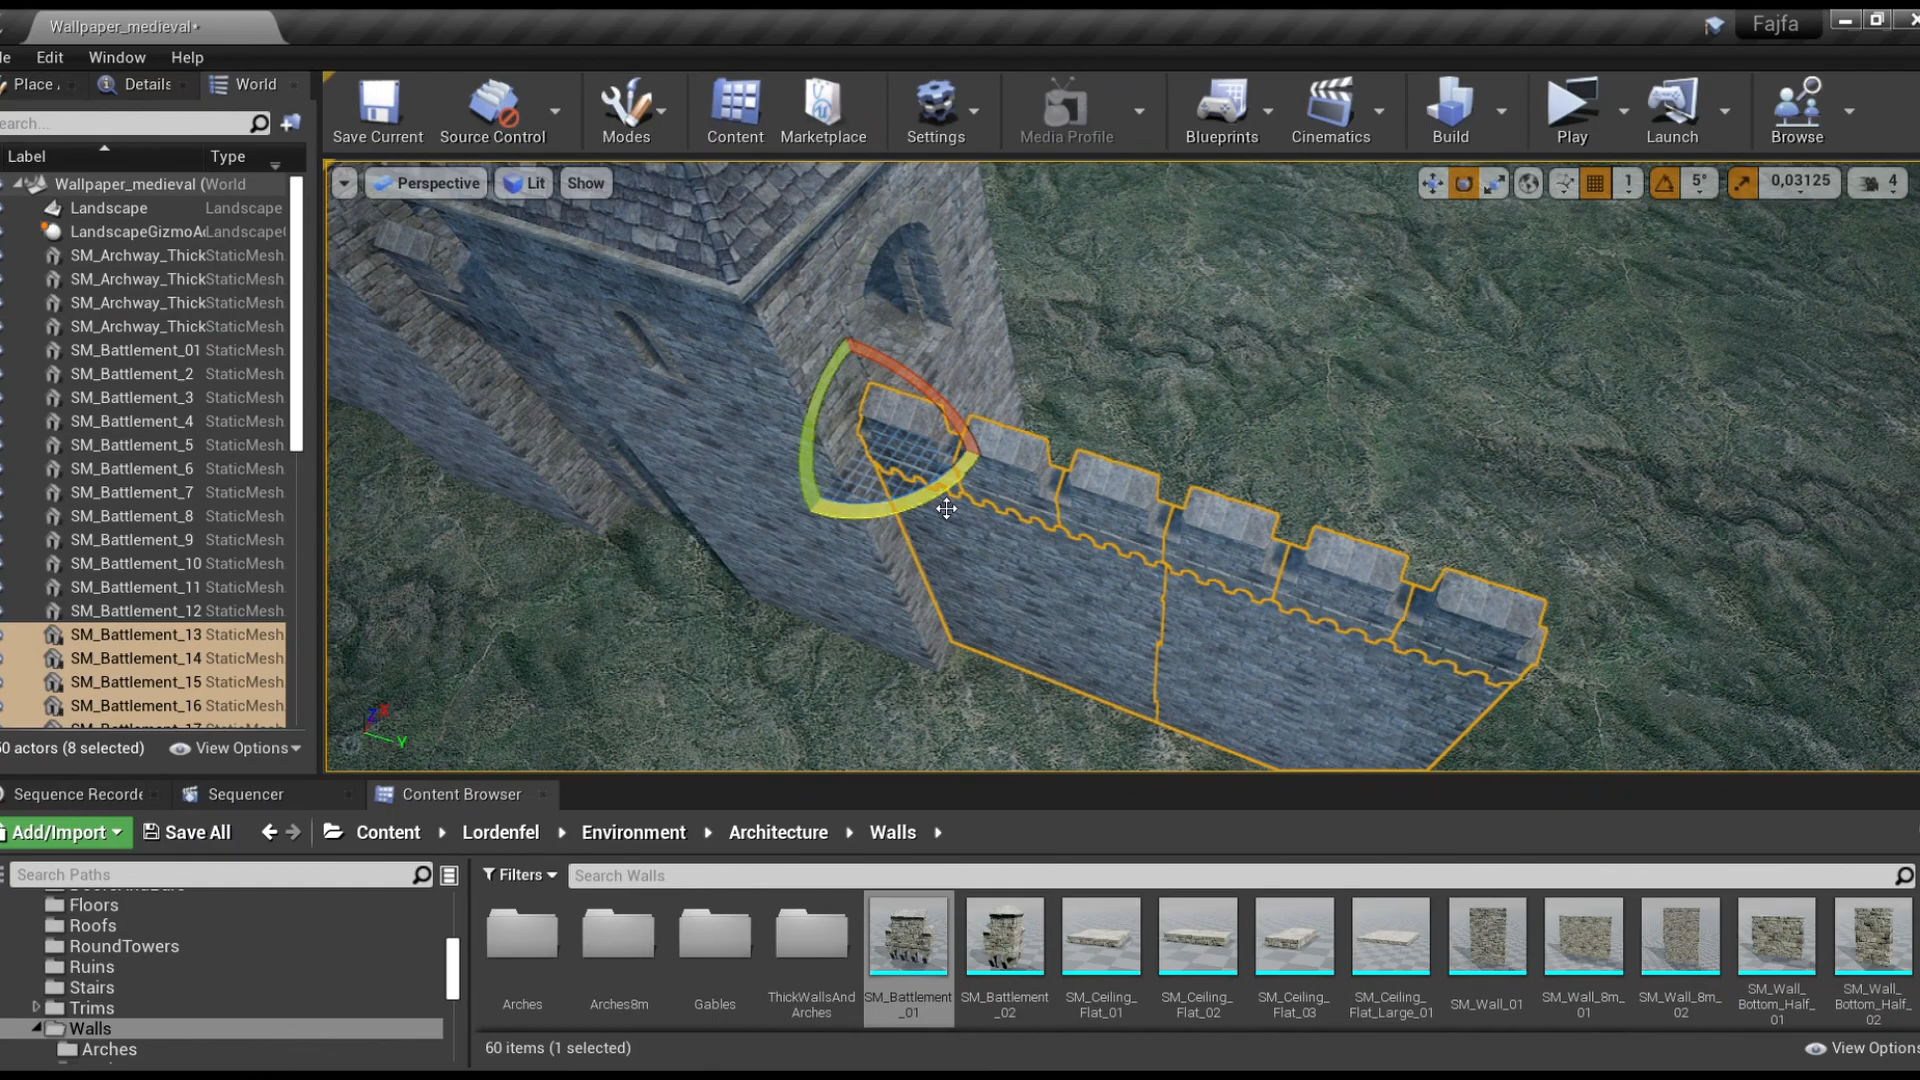 Wallpaper_medieval*
Fajfa
Edit Window Help
Place
Details
World
Save Current
Source Control
Modes
Content
Marketplace
Settings
Media Profile
Blueprints
Cinematics
Build
Play
Launch
Browse
earch...
Label Type
Wallpaper_medieval ( World
Landscape Landscape
LandscapeGizmoA Landscape
SM_Archway_Thick StaticMesh
SM_Archway_Thick StaticMesh
SM_Archway_Thick StaticMesh
SM_Archway_Thick StaticMesh
SM_Battlement_01 StaticMesh
SM_Battlement_2 StaticMesh
SM_Battlement_3 StaticMesh
SM_Battlement_4 StaticMesh
SM_Battlement_5 StaticMesh
SM_Battlement_6 StaticMesh
SM_Battlement_7 StaticMesh
SM_Battlement_8 StaticMesh
SM_Battlement_9 StaticMesh
SM_Battlement_10 StaticMesh
SM_Battlement_11 StaticMesh
SM_Battlement_12 StaticMesh
SM_Battlement_13 StaticMesh
SM_Battlement_14 StaticMesh
SM_Battlement_15 StaticMesh
SM_Battlement_16 StaticMesh
0 actors (8 selected)
View Options
Perspective
Lit
Show
1
5°
0,03125
4
Z X
Y
Sequence Recorde
Sequencer
Content Browser
Add/Import
Save All
Content
Lordenfel
Environment
Architecture
Walls
Search Paths
Filters
Search Walls
Floors
Roofs
RoundTowers
Ruins
Stairs
Trims
Walls
Arches
Arches
Arches8m
Gables
ThickWallsAnd
Arches
SM_Battlement
_01
SM_Battlement
_02
SM_Ceiling_
Flat_01
SM_Ceiling_
Flat_02
SM_Ceiling_
Flat_03
SM_Ceiling_
Flat_Large_01
SM_Wall_01
SM_Wall_8m_
01
SM_Wall_8m_
02
SM_Wall_
Bottom_Half_
01
SM_Wall_
Bottom_Half_
02
60 items (1 selected)
View Options